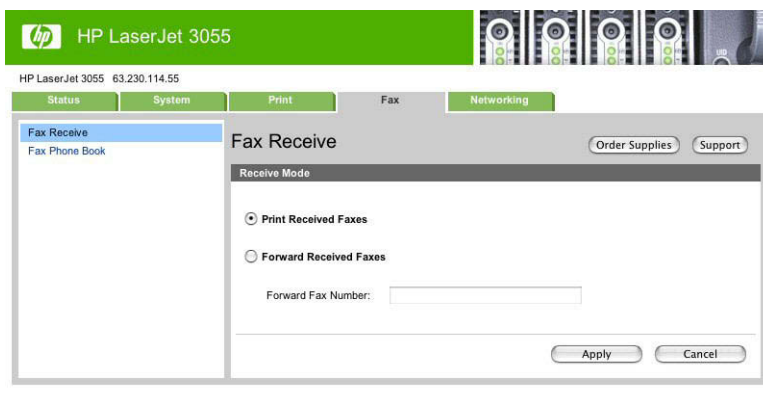 hp HP LaserJet 3055
UID
HP LaserJet 3055 63.230.114.55
Status System Print Fax Networking
Fax Receive
Fax Phone Book
Fax Receive
Order Supplies Support
Receive Mode
Print Received Faxes
Forward Received Faxes
Forward Fax Number:
Apply Cancel